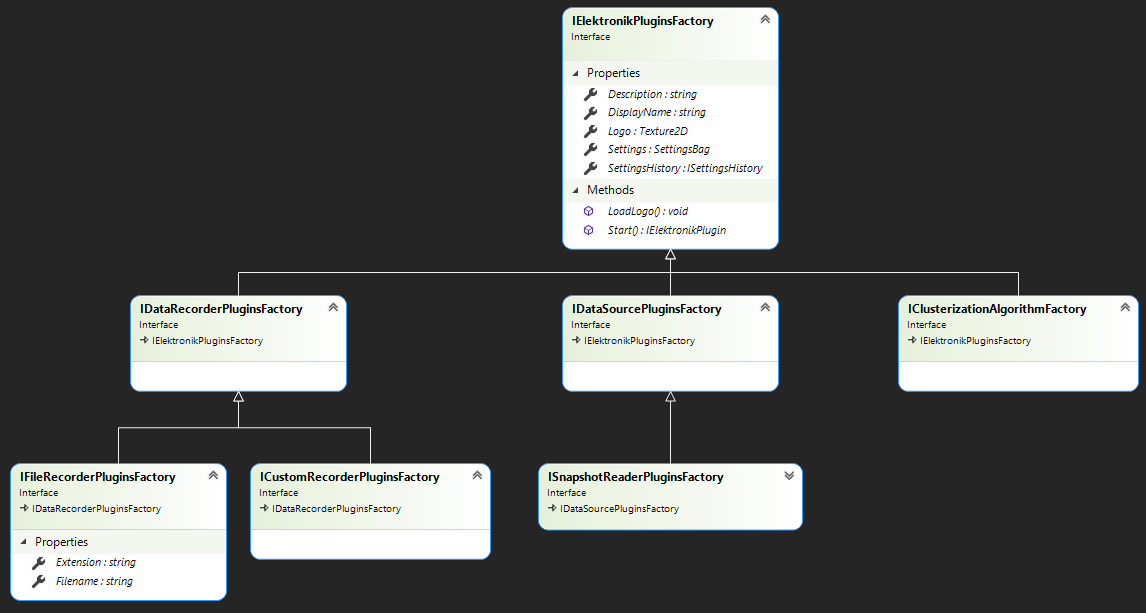 IElektronikPluginsFactory
Interface
Properties
Description : string
DisplayName : string
Logo : Texture2D
Settings : SettingsBag
SettingsHistory : ISettingsHistory
Methods
LoadLogo() : void
Start() : IElektronikPlugin
IDataRecorderPluginsFactory
Interface
IElektronikPluginsFactory
IDataSourcePluginsFactory
Interface
IElektronikPluginsFactory
IClusterizationAlgorithmFactory
Interface
IElektronikPluginsFactory
IFileRecorderPluginsFactory
Interface
IDataRecorderPluginsFactory
Properties
Extension : string
Filename : string
ICustomRecorderPluginsFactory
Interface
IDataRecorderPluginsFactory
ISnapshotReaderPluginsFactory
Interface
IDataSourcePluginsFactory